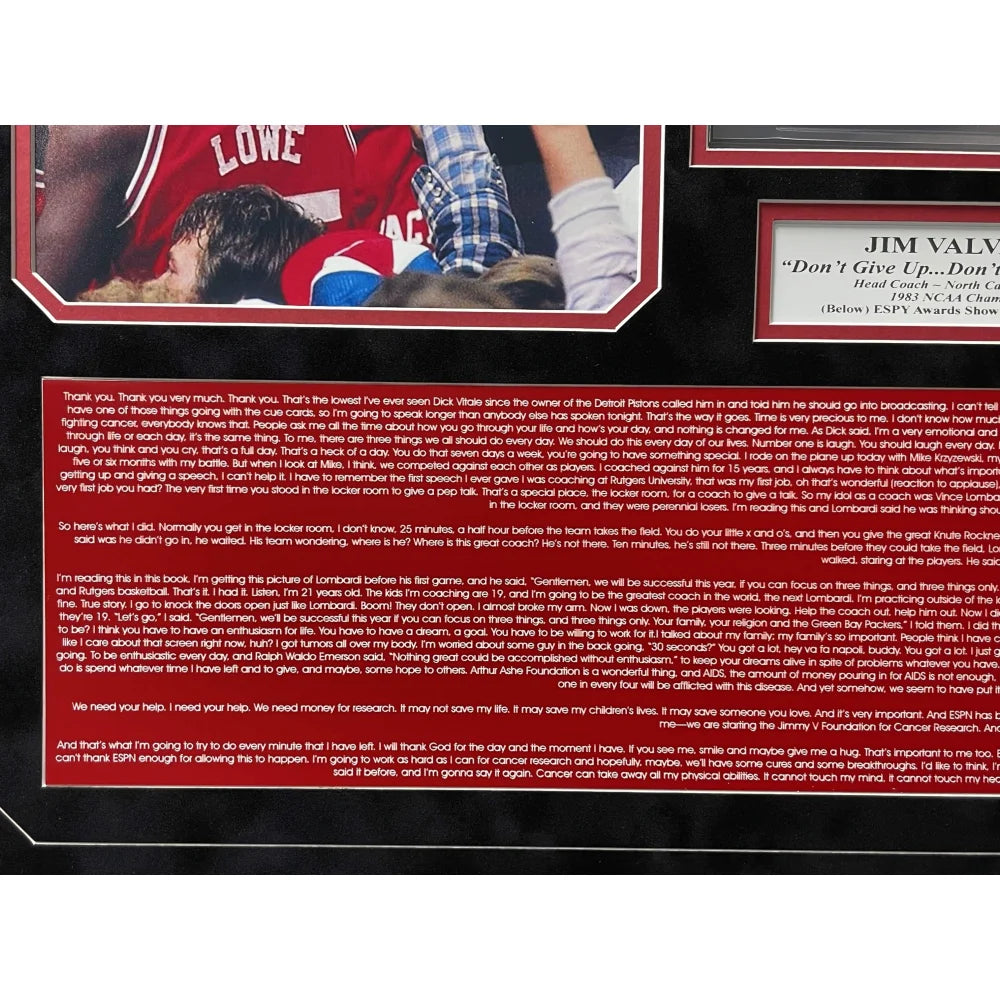 LOWE
JIM VALV
“Don’t Give Up...Don’t
Head Coach ~ North Ca
1983 NCAA Cham
(Below) ESPY Awards Show
Thank you. Thank you very much. Thank you. That’s the lowest I’ve ever seen Dick Vitale since the owner of the Detroit Pistons called him in and told him he should go into broadcasting. I can’t tell
have one of those things going with the cue cards, so I’m going to speak longer than anybody else has spoken tonight. That’s the way it goes. Time is very precious to me. I don’t know how much
fighting cancer, everybody knows that. People ask me all the time about how you go through your life and how’s your day, and nothing is changed for me. As Dick said, I’m a very emotional and
through life or each day, it’s the same thing. To me, there are three things we all should do every day. We should do this every day of our lives. Number one is laugh. You should laugh every day.
laugh, you think and you cry, that’s a full day. That’s a heck of a day. You do that seven days a week, you’re going to have something special. I rode on the plane up today with Mike Krzyzewski, my
five or six months with my battle. But when I look at Mike, I think, we competed against each other as players. I coached against him for 15 years, and I always have to think about what’s import
getting up and giving a speech, I can’t help it. I have to remember the first speech I ever gave I was coaching at Rutgers University, that was my first job, oh that’s wonderful (reaction to applause),
very first job you had? The very first time you stood in the locker room to give a pep talk. That’s a special place, the locker room, for a coach to give a talk. So my idol as a coach was Vince Lomba
in the locker room, and they were perennial losers. I’m reading this and Lombardi said he was thinking shou
So here’s what I did. Normally you get in the locker room, I don’t know, 25 minutes, a half hour before the team takes the field. You do your little x and o’s, and then you give the great Knute Rockne
said was he didn’t go in, he waited. His team wondering, where is he? Where is this great coach? He’s not there. Ten minutes, he’s still not there. Three minutes before they could take the field, Lo
walked, staring at the players. He said
I’m reading this in this book. I’m getting this picture of Lombardi before his first game, and he said, “Gentlemen, we will be successful this year, if you can focus on three things, and three things only.
and Rutgers basketball. That’s it. I had it. Listen, I’m 21 years old. The kids I’m coaching are 19, and I’m going to be the greatest coach in the world, the next Lombardi. I’m practicing outside of the lo
fine. True story. I go to knock the doors open just like Lombardi. Boom! They don’t open. I almost broke my arm. Now I was down, the players were looking. Help the coach out, help him out. Now I di
they’re 19. “Let’s go,” I said. “Gentlemen, we’ll be successful this year if you can focus on three things, and three things only. Your family, your religion and the Green Bay Packers,” I told them. I did th
to be? I think you have to have an enthusiasm for life. You have to have a dream, a goal. You have to be willing to work for it.I talked about my family; my family’s so important. People think I have c
like I care about that screen right now, huh? I got tumors all over my body. I’m worried about some guy in the back going, “30 seconds?” You got a lot, hey va fa napoli, buddy. You got a lot. I just g
going. To be enthusiastic every day, and Ralph Waldo Emerson said, “Nothing great could be accomplished without enthusiasm,” to keep your dreams alive in spite of problems whatever you have.
do is spend whatever time I have left and to give, and maybe, some hope to others. Arthur Ashe Foundation is a wonderful thing, and AIDS, the amount of money pouring in for AIDS is not enough,
one in every four will be afflicted with this disease. And yet somehow, we seem to have put it
We need your help. I need your help. We need money for research. It may not save my life. It may save my children’s lives. It may save someone you love. And it’s very important. And ESPN has b
me—we are starting the Jimmy V Foundation for Cancer Research. And
And that’s what I’m going to try to do every minute that I have left. I will thank God for the day and the moment I have. If you see me, smile and maybe give me a hug. That’s important to me too.
can’t thank ESPN enough for allowing this to happen. I’m going to work as hard as I can for cancer research and hopefully, maybe, we’ll have some cures and some breakthroughs. I’d like to think, I’
said it before, and I’m gonna say it again. Cancer can take away all my physical abilities. It cannot touch my mind, it cannot touch my hea